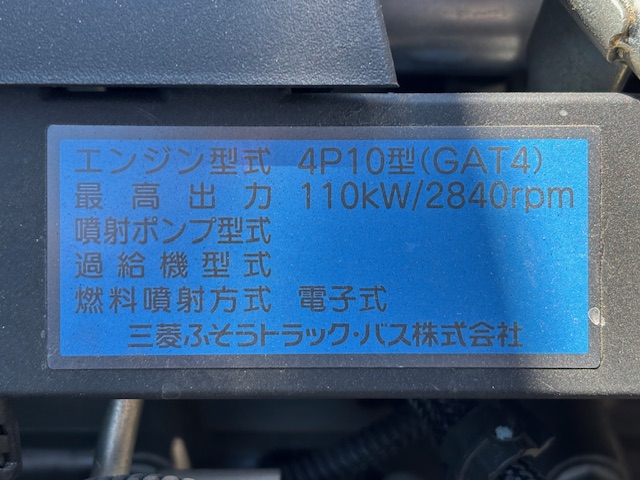 エンジン型式 4P10型(GAT4)
最高出力 110kW/2840rpm
噴射ポンプ型式
過給機型式
燃料噴射方式 電子式
三菱ふそうトラック・バス株式会社